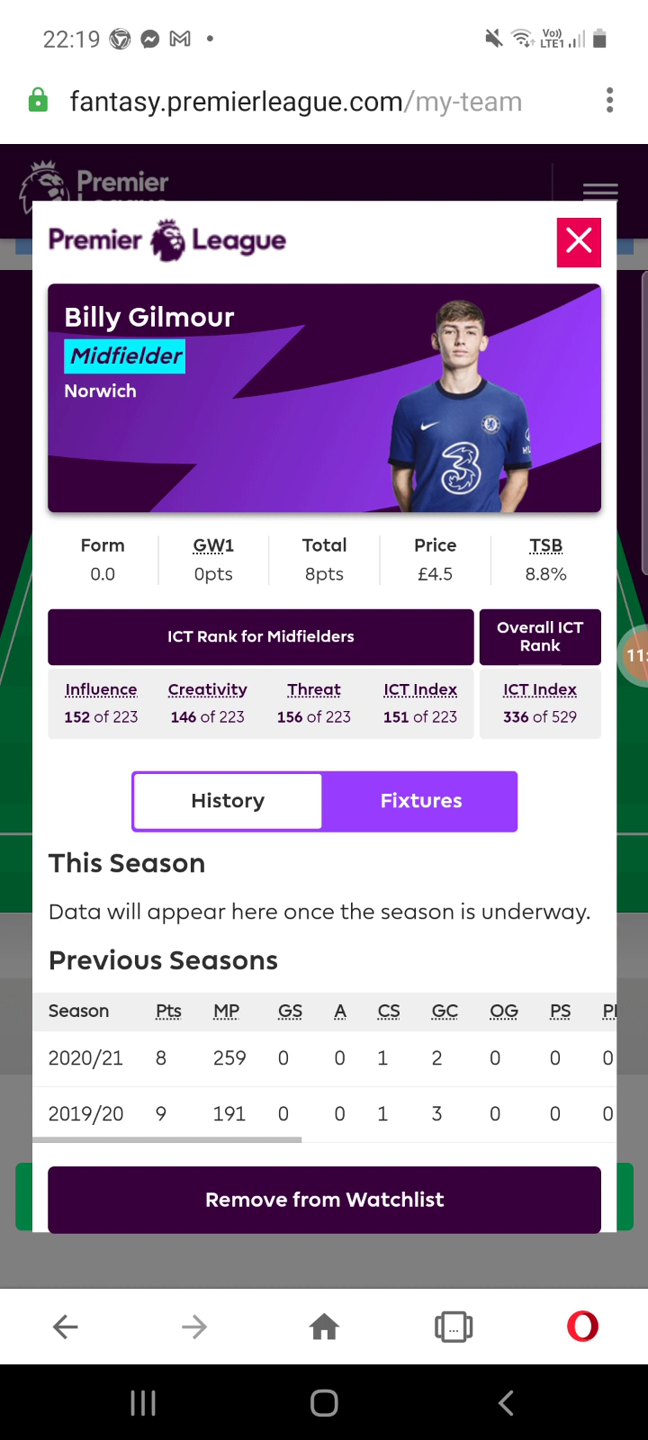 22:19
Vo))
LTE1
fantasy.premierleague.com/my-team
Premier
League
Premier League
Billy Gilmour
Midfielder
Norwich
3
Form GW1 Total Price TSB
0.0 0pts 8pts £4.5 8.8%
ICT Rank for Midfielders
Overall ICT
Rank
Influence Creativity Threat ICT Index ICT Index
152 of 223 146 of 223 156 of 223 151 of 223 336 of 529
11:
History Fixtures
This Season
Data will appear here once the season is underway.
Previous Seasons
Season Pts MP GS A CS GC OG PS
2020/21 8 259 0 0 1 2 0 0 0
2019/20 9 191 0 0 1 3 0 0 0
Remove from Watchlist